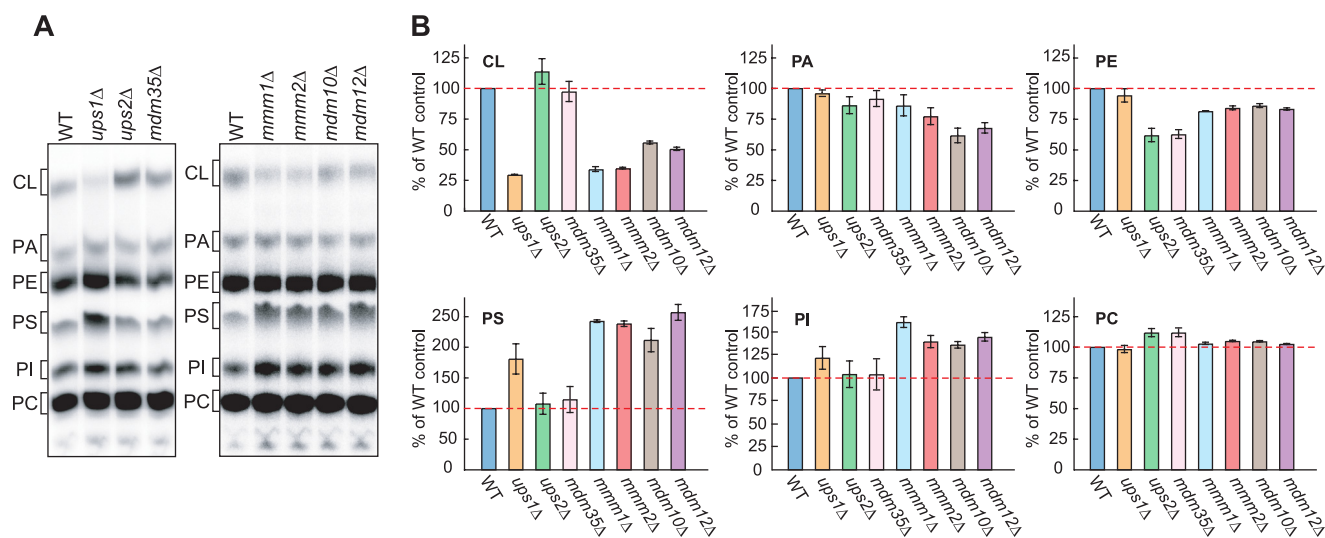 A
WT
ups1Δ
ups2Δ
mdm35Δ
CL
PA
PE
PS
PI
PC
WT
mmm1Δ
mmm2Δ
mdm10Δ
mdm12Δ
CL
PA
PE
PS
PI
PC
B
CL
% of WT control
125
100
75
50
25
0
WT
ups1Δ
ups2Δ
mdm35Δ
mmm1Δ
mmm2Δ
mdm10Δ
mdm12Δ
PA
% of WT control
125
100
75
50
25
0
WT
ups1Δ
ups2Δ
mdm35Δ
mmm1Δ
mmm2Δ
mdm10Δ
mdm12Δ
PE
% of WT control
125
100
75
50
25
0
WT
ups1Δ
ups2Δ
mdm35Δ
mmm1Δ
mmm2Δ
mdm10Δ
mdm12Δ
PS
% of WT control
250
200
150
100
50
0
WT
ups1Δ
ups2Δ
mdm35Δ
mmm1Δ
mmm2Δ
mdm10Δ
mdm12Δ
PI
% of WT control
175
150
125
100
75
50
25
0
WT
ups1Δ
ups2Δ
mdm35Δ
mmm1Δ
mmm2Δ
mdm10Δ
mdm12Δ
PC
% of WT control
125
100
75
50
25
0
WT
ups1Δ
ups2Δ
mdm35Δ
mmm1Δ
mmm2Δ
mdm10Δ
mdm12Δ